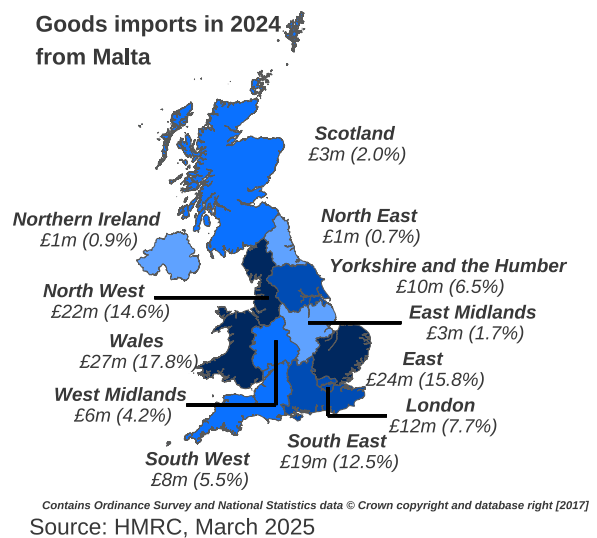 Goods imports in 2024
from Malta
Scotland
£3m (2.0%)
Northern Ireland
£1m (0.9%)
North East
£1m (0.7%)
Yorkshire and the Humber
£10m (6.5%)
North West
£22m (14.6%)
East Midlands
£3m (1.7%)
Wales
£27m (17.8%)
East
£24m (15.8%)
West Midlands
£6m (4.2%)
London
£12m (7.7%)
South East
£19m (12.5%)
South West
£8m (5.5%)
Contains Ordinance Survey and National Statistics data © Crown copyright and database right [2017]
Source: HMRC, March 2025